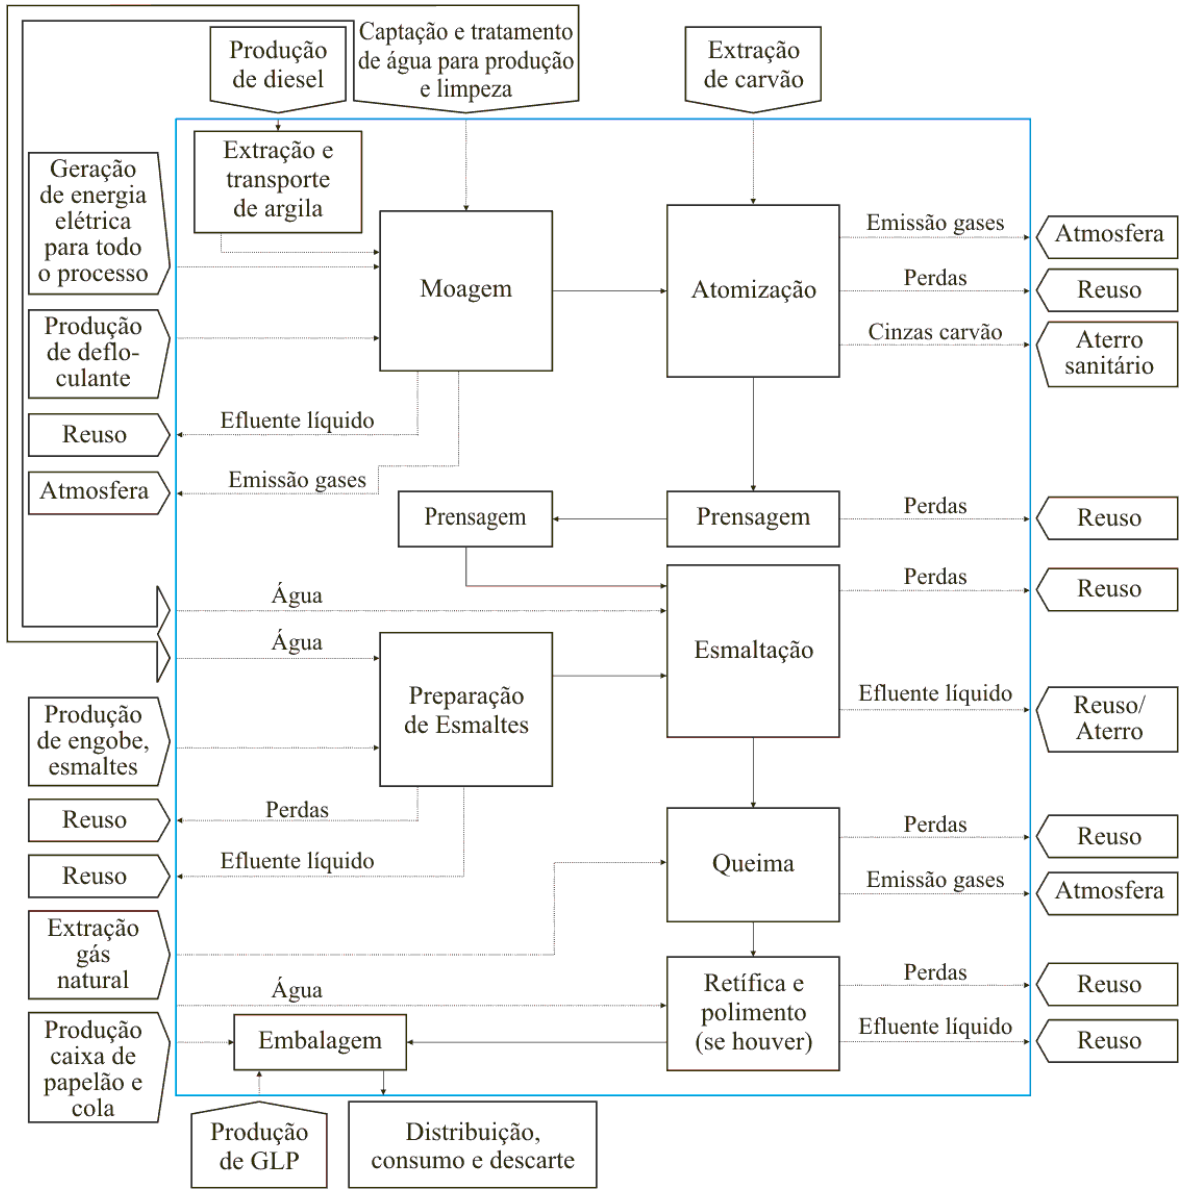 Produção
de diesel
Captação e tratamento
de água para produção
e limpeza
Extração
de carvão
Extração e
transporte
de argila
Geração
de energia
elétrica
para todo
o processo
Moagem
Atomização
Emissão gases
Atmosfera
Perdas
Reuso
Cinzas carvão
Aterro
sanitário
Produção
de deflo-
culante
Efluente líquido
Reuso
Emissão gases
Atmosfera
Prensagem
Prensagem
Perdas
Reuso
Perdas
Reuso
Água
Água
Esmaltação
Preparação
de Esmaltes
Efluente líquido
Reuso/
Aterro
Produção
de engobe,
esmaltes
Perdas
Reuso
Efluente líquido
Reuso
Queima
Perdas
Reuso
Emissão gases
Atmosfera
Extração
gás
natural
Água
Retífica e
polimento
(se houver)
Perdas
Reuso
Efluente líquido
Reuso
Produção
caixa de
papelão e
cola
Embalagem
Produção
de GLP
Distribuição,
consumo e descarte